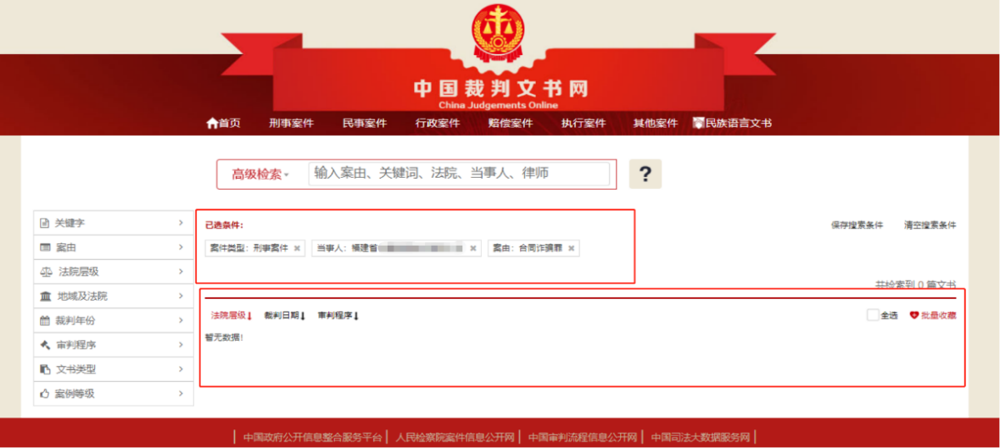 中国裁判文书网
China Judgements Online
首页 刑事案件 民事案件 行政案件 赔偿案件 执行案件 其他案件 民族语言文书
高级检索 输入案由、关键词、法院、当事人、律师 ?
关键字
案由
法院层级
地域及法院
裁判年份
审判程序
文书类型
案例等级
已选条件:
保存搜索条件 清空搜索条件
案件类型：刑事案件 × 当事人：福建省 × 案由：合同诈骗罪 ×
共检索到 0 篇文书
法院层级 裁判日期 审判程序 全选 批量收藏
暂无数据!
中国政府公开信息整合服务平台 | 人民检察院案件信息公开网 | 中国审判流程信息公开网 | 中国司法大数据服务网 |